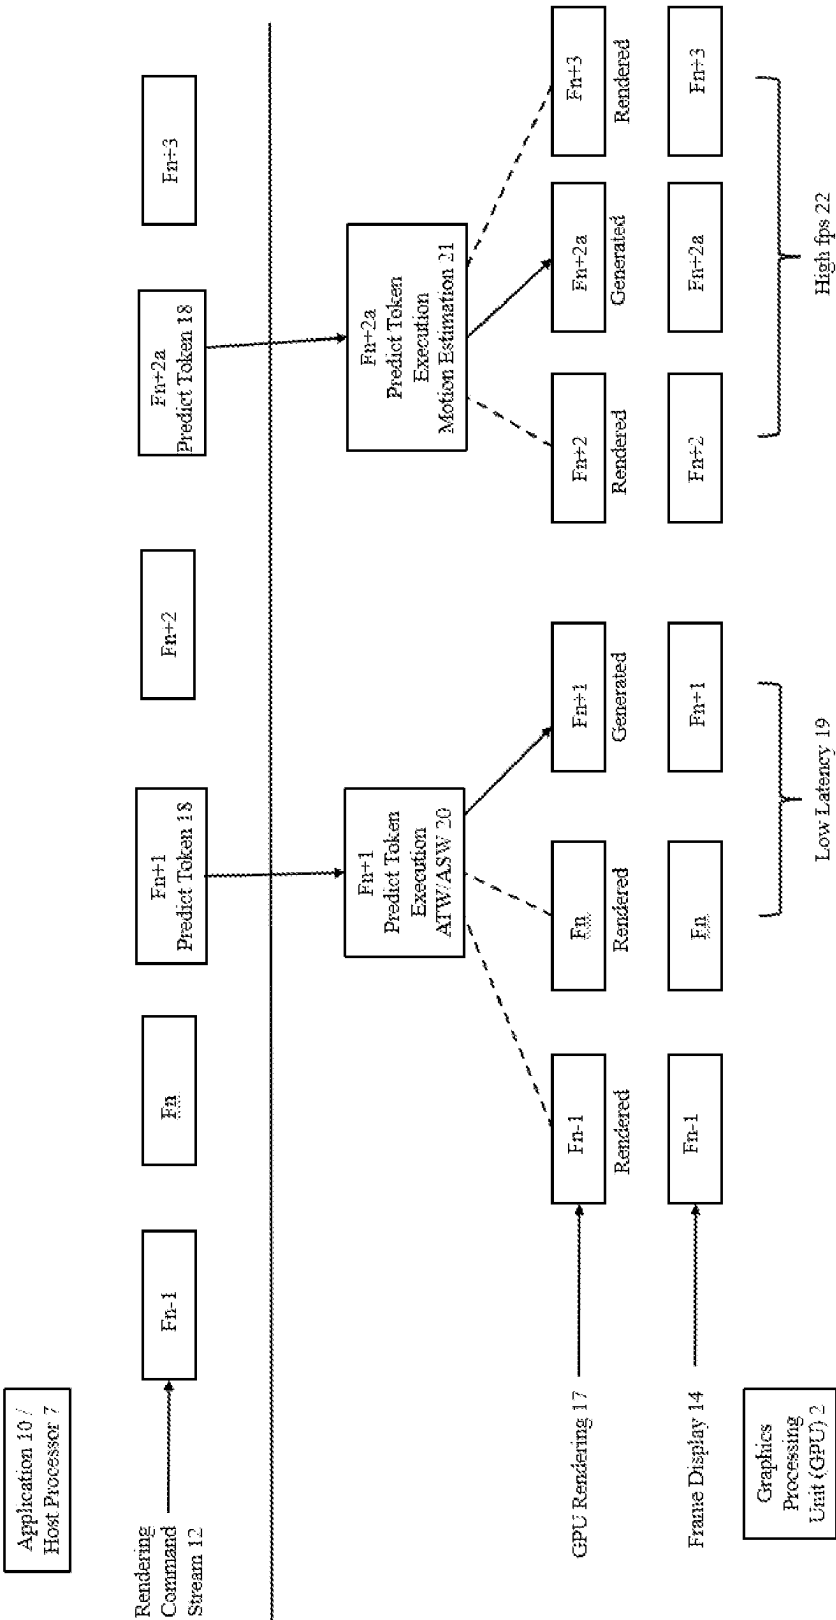 Application 10 /
Host Processor 7
Rendering
Command
Stream 12
Fn-1
Fn
Fn+1
Predict Token 18
Fn+2
Fn+2a
Predict Token 18
Fn+3
Fn+1
Predict Token
Execution
ATW/ASW 20
Fn+2a
Predict Token
Execution
Motion Estimation 21
GPU Rendering 17
Fn-1
Rendered
Fn
Rendered
Fn+1
Generated
Fn+2
Rendered
Fn+2a
Generated
Fn+3
Rendered
Frame Display 14
Fn-1
Fn
Fn+1
Fn+2
Fn+2a
Fn+3
Graphics
Processing
Unit (GPU) 2
Low Latency 19
High fps 22